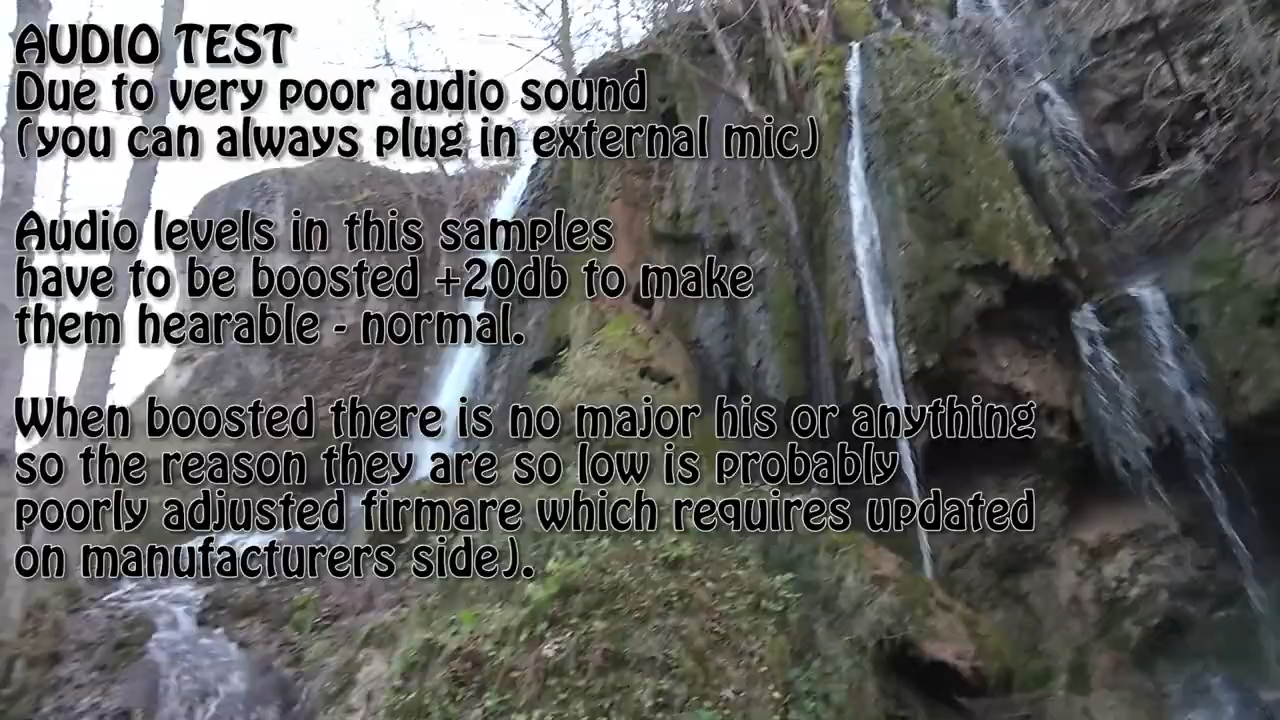 AUDIO TEST
Due to very poor audio sound
(you can always plug in external mic)
Audio levels in this samples
have to be boosted +20db to make
them hearable - normal.
When boosted there is no major his or anything
so the reason they are so low is probably
poorly adjusted firmare which requires updated
on manufacturers side).